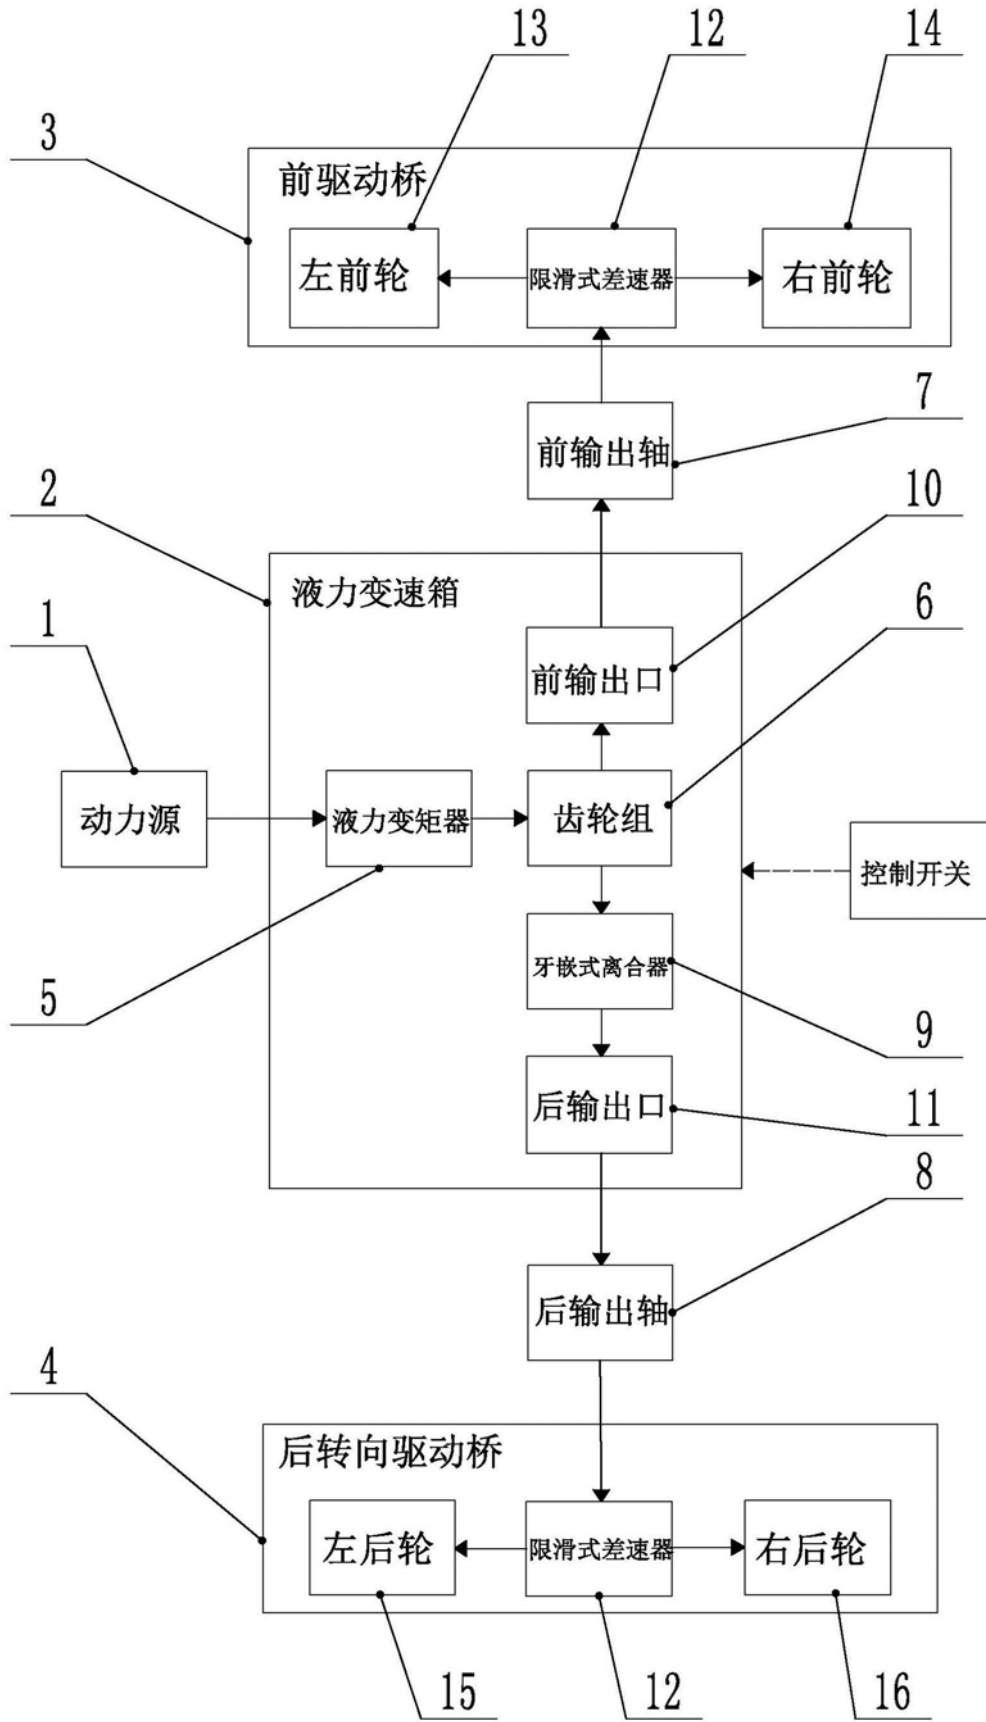 13
12
14
3
前驱动桥
左前轮
限滑式差速器
右前轮
7
前输出轴
2
10
液力变速箱
6
1
前输出口
动力源
液力变矩器
齿轮组
控制开关
牙嵌式离合器
5
9
后输出口
11
8
后输出轴
4
后转向驱动桥
左后轮
限滑式差速器
右后轮
15
12
16